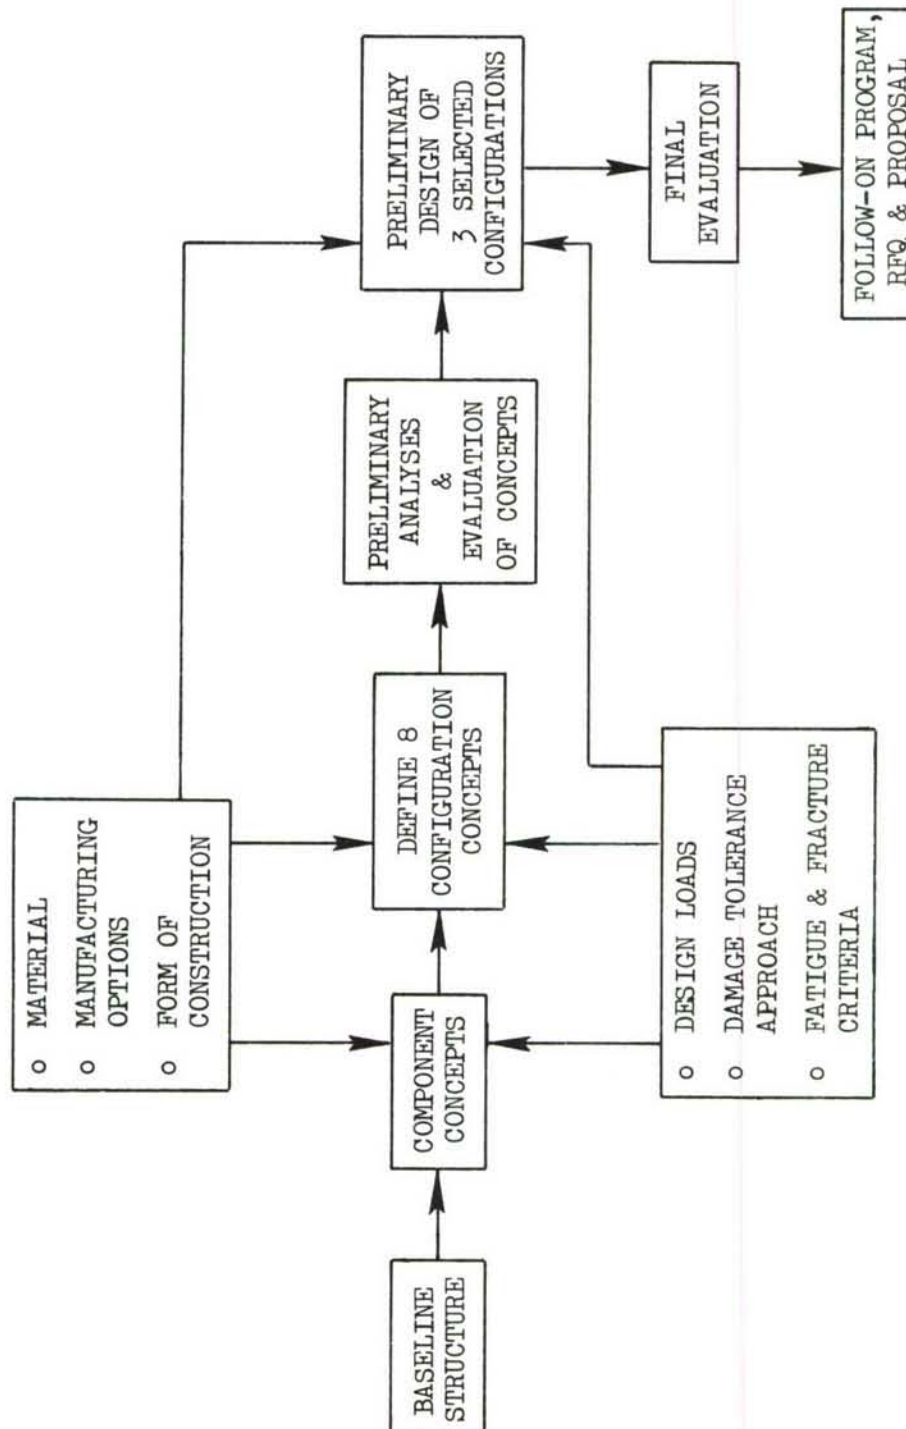 ○ MATERIAL
○ MANUFACTURING
OPTIONS
○ FORM OF
CONSTRUCTION
BASELINE
STRUCTURE
COMPONENT
CONCEPTS
DEFINE 8
CONFIGURATION
CONCEPTS
PRELIMINARY
ANALYSES
&
EVALUATION
OF CONCEPTS
PRELIMINARY
DESIGN OF
3 SELECTED
CONFIGURATIONS
○ DESIGN LOADS
○ DAMAGE TOLERANCE
APPROACH
○ FATIGUE & FRACTURE
CRITERIA
FINAL
EVALUATION
FOLLOW-ON PROGRAM,
RFQ & PROPOSAL